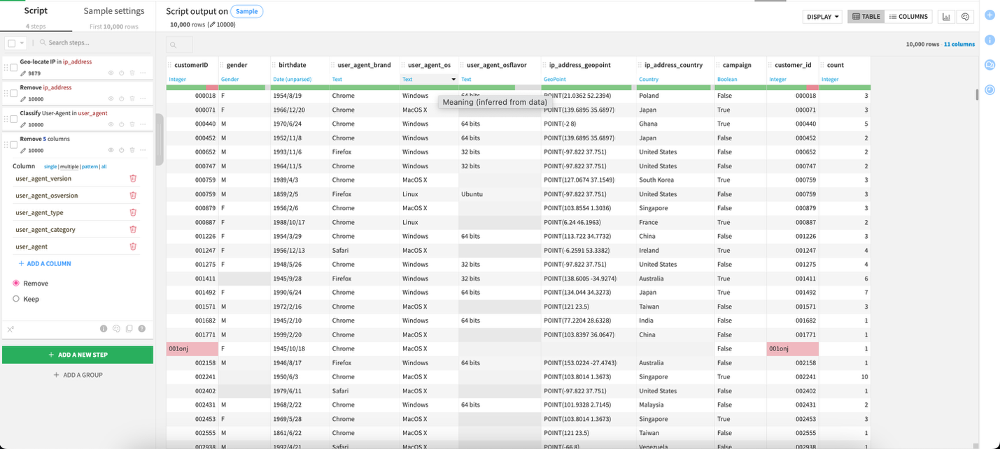 Script
Sample settings
4 steps
First 10,000 rows
Search steps...
Geo-locate IP in ip_address
9879
Remove ip_address
10000
Classify User-Agent in user_agent
10000
Remove 5 columns
10000
Column single | multiple | pattern | all
user_agent_version
user_agent_osversion
user_agent_type
user_agent_category
user_agent
+ ADD A COLUMN
Remove
Keep
+ ADD A NEW STEP
+ ADD A GROUP
Script output on Sample
10,000 rows (10000)
DISPLAY
TABLE
COLUMNS
10,000 rows 11 columns
customerID gender birthdate user_agent_brand user_agent_os user_agent_osflavor ip_address_geopoint ip_address_country campaign customer_id count
Integer Gender Date (unparsed) Text Text Text GeoPoint Country Boolean Integer Integer
000018 F 1954/8/19 Chrome Windows 64 bits POINT(21.0362 52.2394) Poland False 000018 3
Meaning (inferred from data)
000071 F 1966/12/20 Chrome MacOS X POINT(139.6895 35.6897) Japan True 000071 3
000440 M 1970/6/24 Chrome Windows 64 bits POINT(-2 8) Ghana True 000440 5
000452 M 1952/11/8 Chrome Windows 64 bits POINT(139.6895 35.6897) Japan False 000452 2
000652 M 1993/11/6 Firefox Windows 32 bits POINT(-97.822 37.751) United States False 000652 2
000747 M 1964/11/5 Chrome Windows 32 bits POINT(-97.822 37.751) United States False 000747 2
000759 M 1989/4/3 Chrome MacOS X POINT(127.0674 37.1549) South Korea True 000759 3
000759 M 1859/2/5 Firefox Linux Ubuntu POINT(-97.822 37.751) United States False 000759 3
000879 F 1956/2/6 Chrome MacOS X POINT(103.8554 1.3036) Singapore False 000879 3
000887 F 1988/10/17 Chrome Linux POINT(6.24 46.1963) France True 000887 2
001226 F 1954/3/29 Chrome Windows 64 bits POINT(113.722 34.7732) China False 001226 3
001247 F 1956/12/13 Safari MacOS X POINT(-6.2591 53.3382) Ireland True 001247 4
001275 F 1948/5/26 Chrome Windows 32 bits POINT(-97.822 37.751) United States False 001275 4
001411 1945/9/28 Firefox Windows 32 bits POINT(138.6005 -34.9274) Australia True 001411 6
001492 F 1990/6/24 Chrome Windows 64 bits POINT(134.044 34.3273) Japan True 001492 7
001571 M 1972/2/16 Chrome MacOS X POINT(121 23.5) Taiwan False 001571 3
001682 M 1945/2/10 Chrome Windows 64 bits POINT(77.2204 28.6328) India False 001682 1
001771 M 1999/2/20 Chrome MacOS X POINT(103.8397 36.0647) China False 001771 1
001onj F 1945/10/18 Chrome MacOS X False 001onj 1
002158 M 1946/8/17 Firefox Windows 64 bits POINT(153.0224 -27.4743) Australia False 002158 1
002241 1950/6/3 Chrome MacOS X POINT(103.8014 1.3673) Singapore True 002241 10
002402 1979/6/11 Safari MacOS X POINT(-97.822 37.751) United States False 002402 1
002431 M 1968/2/22 Chrome Windows 64 bits POINT(101.9328 2.7145) Malaysia False 002431 2
002453 F 1969/5/28 Chrome MacOS X POINT(103.8014 1.3673) Singapore True 002453 3
002555 M 1861/6/22 Chrome MacOS X POINT(121 23.5) Taiwan False 002555 1
002938 M 1992/4/21 Safari MacOS X POINT(-66 8) Venezuela False 002938 1